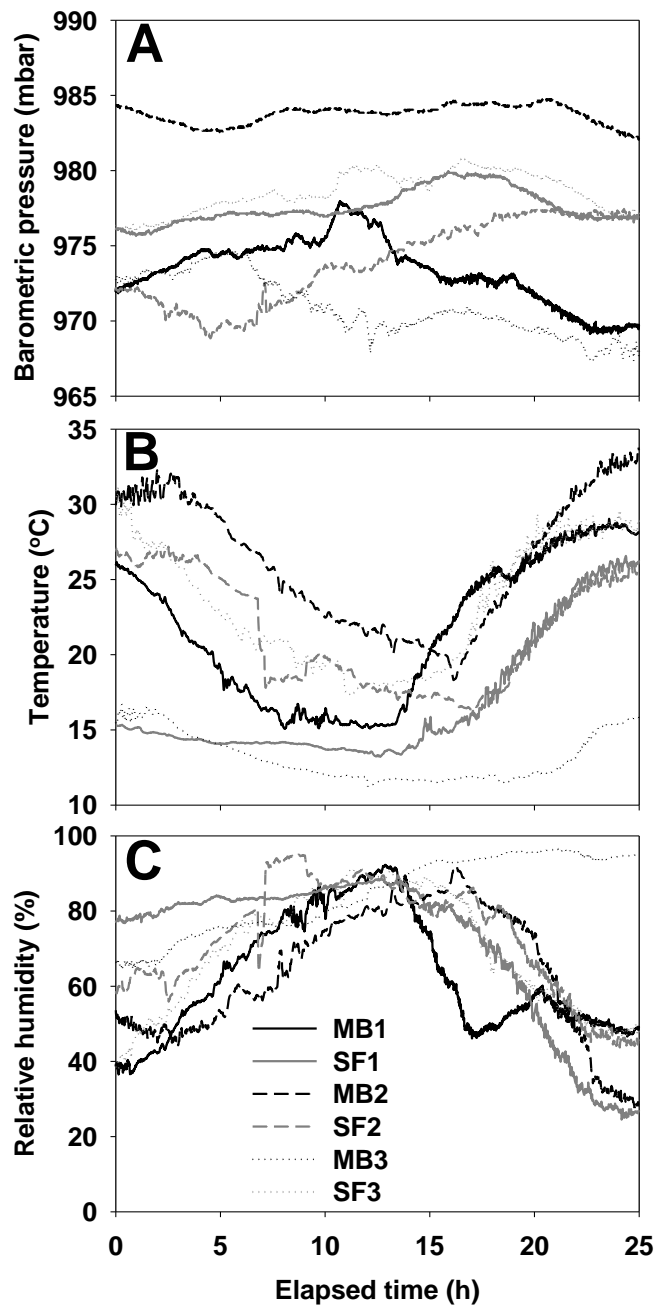 A
Barometric pressure (mbar)
990
985
980
975
970
965
B
Temperature (°C)
35
30
25
20
15
10
C
Relative humidity (%)
100
80
60
40
20
0
MB1
SF1
MB2
SF2
MB3
SF3
0 5 10 15 20 25
Elapsed time (h)